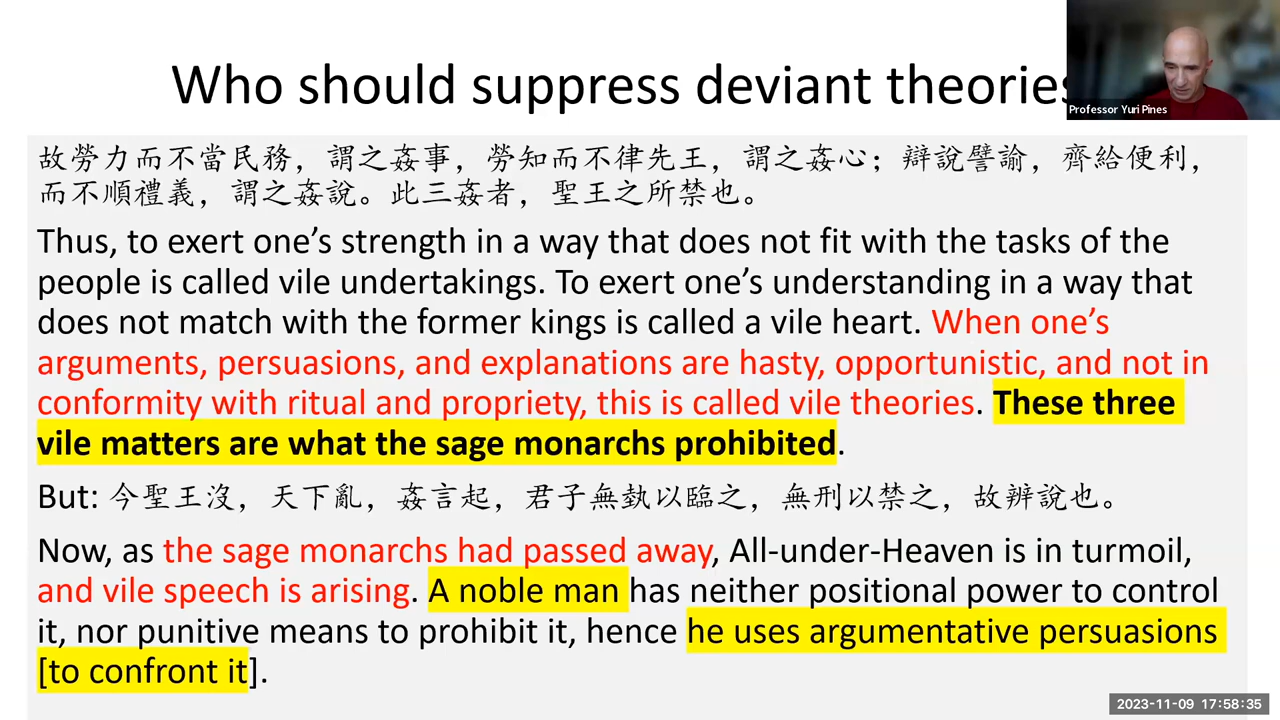 Who should suppress deviant theories
Professor Yuri Pines
故勞力而不當民務，謂之姦事，勞知而不律先王，謂之姦心；辯說譬諭，齊給便利，
而不順禮義，謂之姦說。此三姦者，聖王之所禁也。
Thus, to exert one’s strength in a way that does not fit with the tasks of the
people is called vile undertakings. To exert one’s understanding in a way that
does not match with the former kings is called a vile heart. When one’s
arguments, persuasions, and explanations are hasty, opportunistic, and not in
conformity with ritual and propriety, this is called vile theories. These three
vile matters are what the sage monarchs prohibited.
But: 今聖王沒，天下亂，姦言起，君子無埶以臨之，無刑以禁之，故辨說也。
Now, as the sage monarchs had passed away, All-under-Heaven is in turmoil,
and vile speech is arising. A noble man has neither positional power to control
it, nor punitive means to prohibit it, hence he uses argumentative persuasions
[to confront it].
2023-11-09 17:58:35